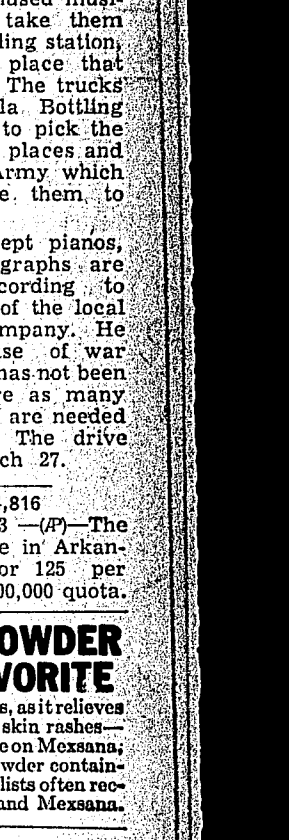 take them
ling station,
place that
The trucks
la Bottling
to pick the
places and
Army which
e them to
ept pianos,
graphs are
cording to
of the local
mpany. He
se of war
has not been
re as many
are needed
The drive
ch 27.
,816
3 —(AP)—The
e in Arkan-
or 125 per
00,000 quota.
OWDER
VORITE
s, as it relieves
skin rashes—
e on Mexsana,
wder contain-
lists often rec-
and Mexsana.